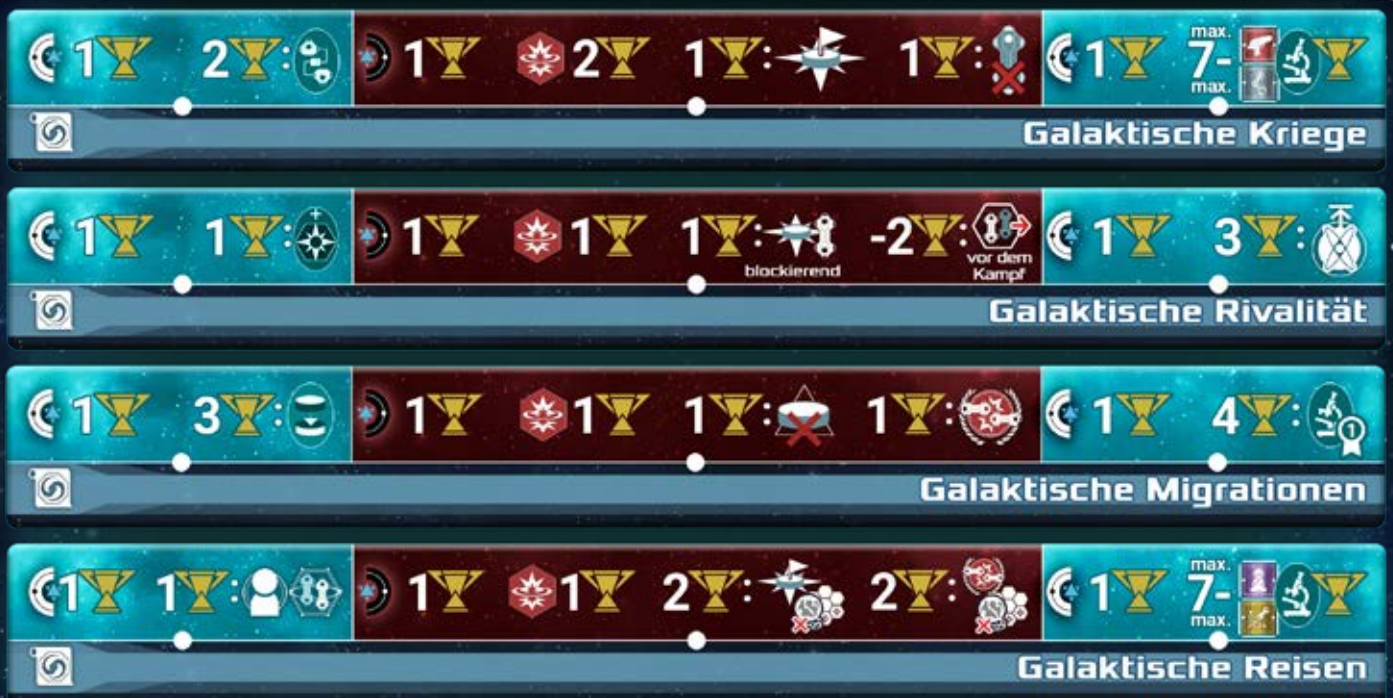 1 2: 1 2 1: 1: 1 max. 7- max.
Galaktische Kriege
1 1: + 1 1 1: blockierend -2: vor dem Kampf 1 3:
Galaktische Rivalität
1 3: 1 1 1: 1: 1 4: 1
Galaktische Migrationen
1 1: 1 1 2: 2: 1 max. 7- max.
Galaktische Reisen